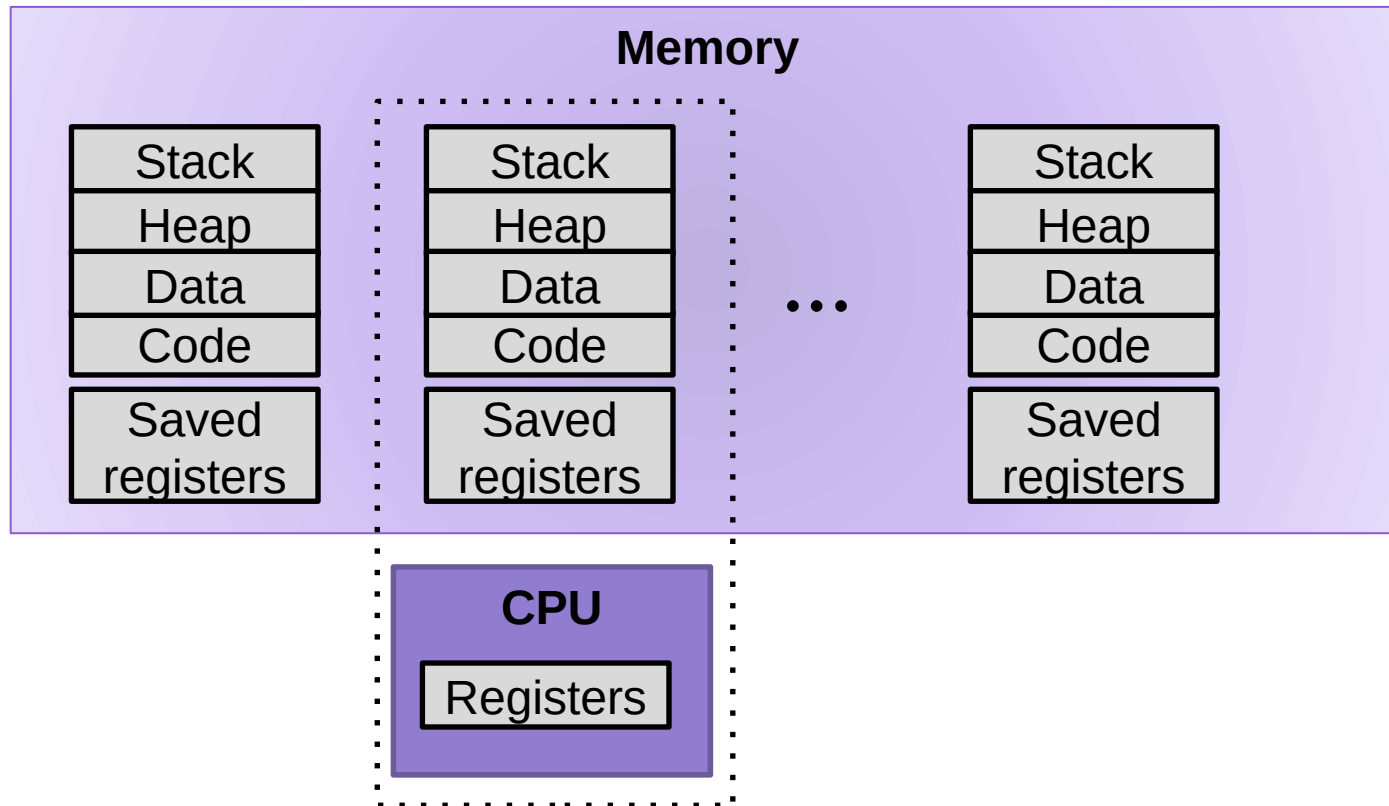 Memory
Stack
Heap
Data
Code
Saved
registers
Stack
Heap
Data
Code
Saved
registers
...
Stack
Heap
Data
Code
Saved
registers
CPU
Registers